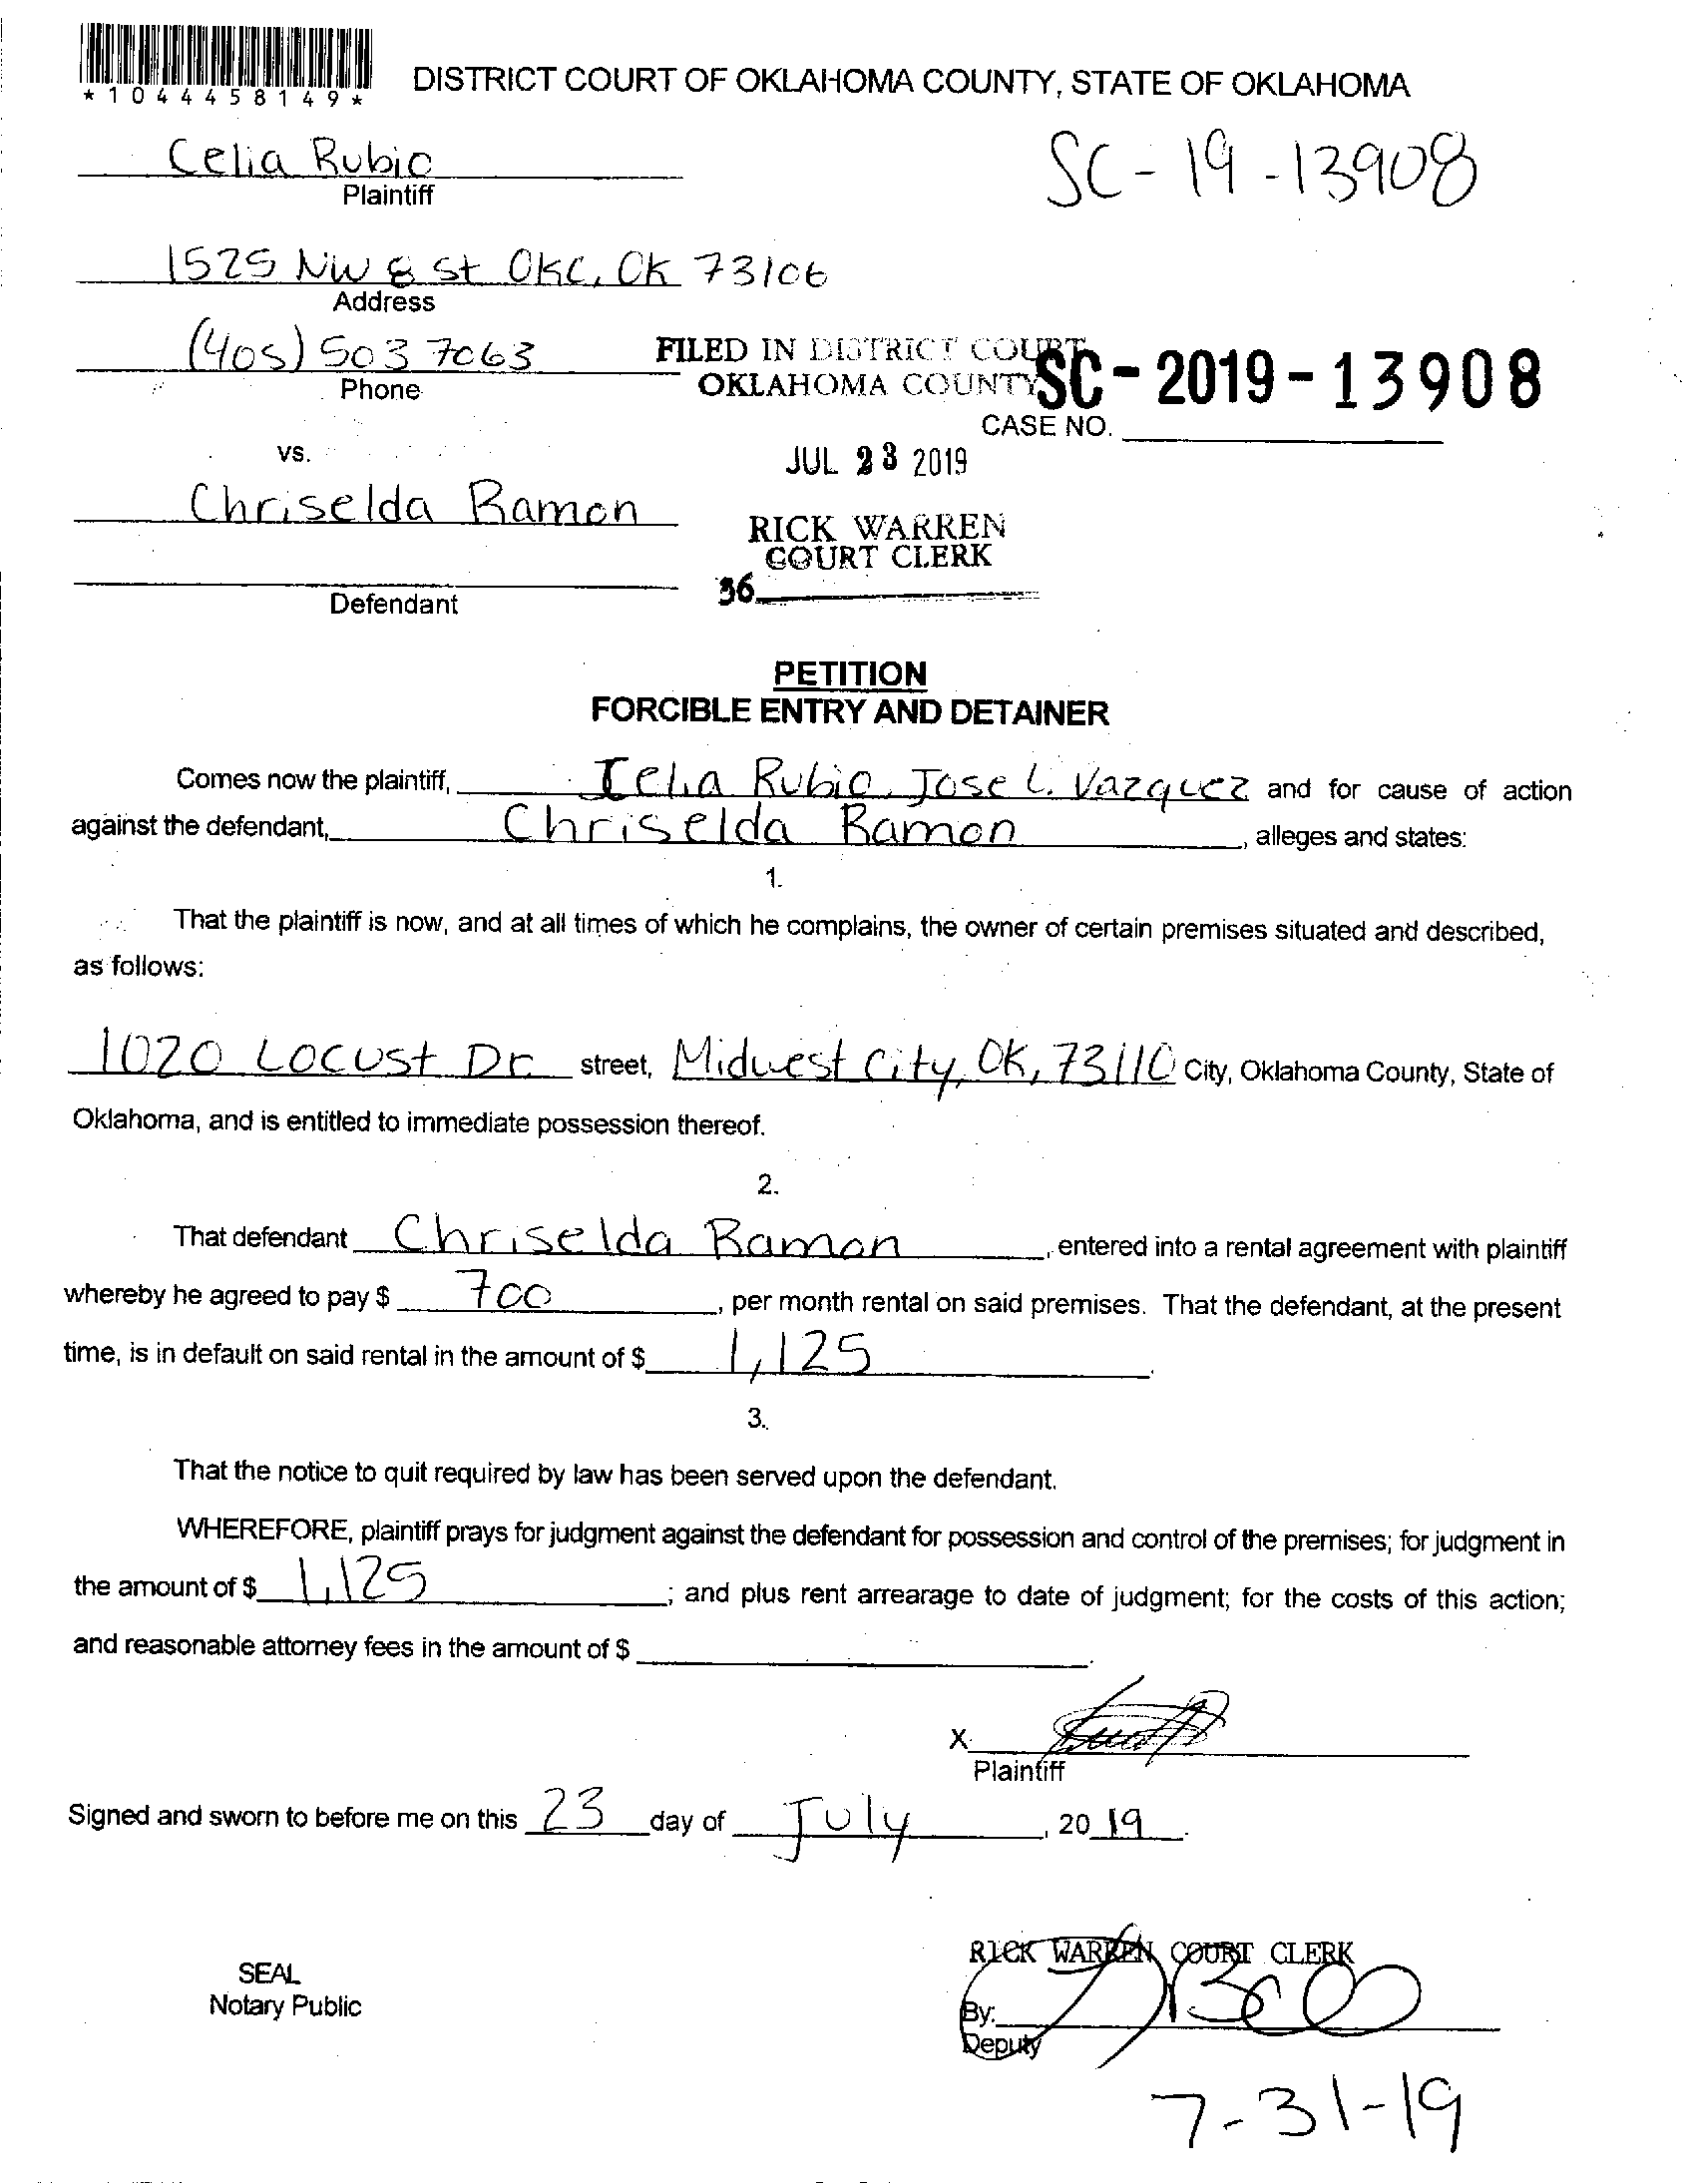 *1044458149*
DISTRICT COURT OF OKLAHOMA COUNTY, STATE OF OKLAHOMA
Celia Rubio
Plaintiff
SC-19-13908
1525 NW 8 St OKC, OK 73106
Address
(405) 503 7063
Phone
FILED IN DISTRICT COURT
OKLAHOMA COUNTY
SC-2019-13908
CASE NO.
vs.
JUL 23 2019
Chriselda Ramon
RICK WARREN
COURT CLERK
36
Defendant
PETITION
FORCIBLE ENTRY AND DETAINER
Comes now the plaintiff, Celia Rubio, Jose L. Vazquez and for cause of action
against the defendant, Chriselda Ramon, alleges and states:
1.
That the plaintiff is now, and at all times of which he complains, the owner of certain premises situated and described,
as follows:
1020 Locust Dr street, Midwest City, OK, 73110 City, Oklahoma County, State of
Oklahoma, and is entitled to immediate possession thereof.
2.
That defendant Chriselda Ramon, entered into a rental agreement with plaintiff
whereby he agreed to pay $ 700, per month rental on said premises. That the defendant, at the present
time, is in default on said rental in the amount of $ 1,125.
3.
That the notice to quit required by law has been served upon the defendant.
WHEREFORE, plaintiff prays for judgment against the defendant for possession and control of the premises; for judgment in
the amount of $ 1,125; and plus rent arrearage to date of judgment; for the costs of this action;
and reasonable attorney fees in the amount of $ .
X
Plaintiff
Signed and sworn to before me on this 23 day of July, 20 19.
RICK WARREN COURT CLERK
SEAL
Notary Public
By:
Deputy
7-31-19